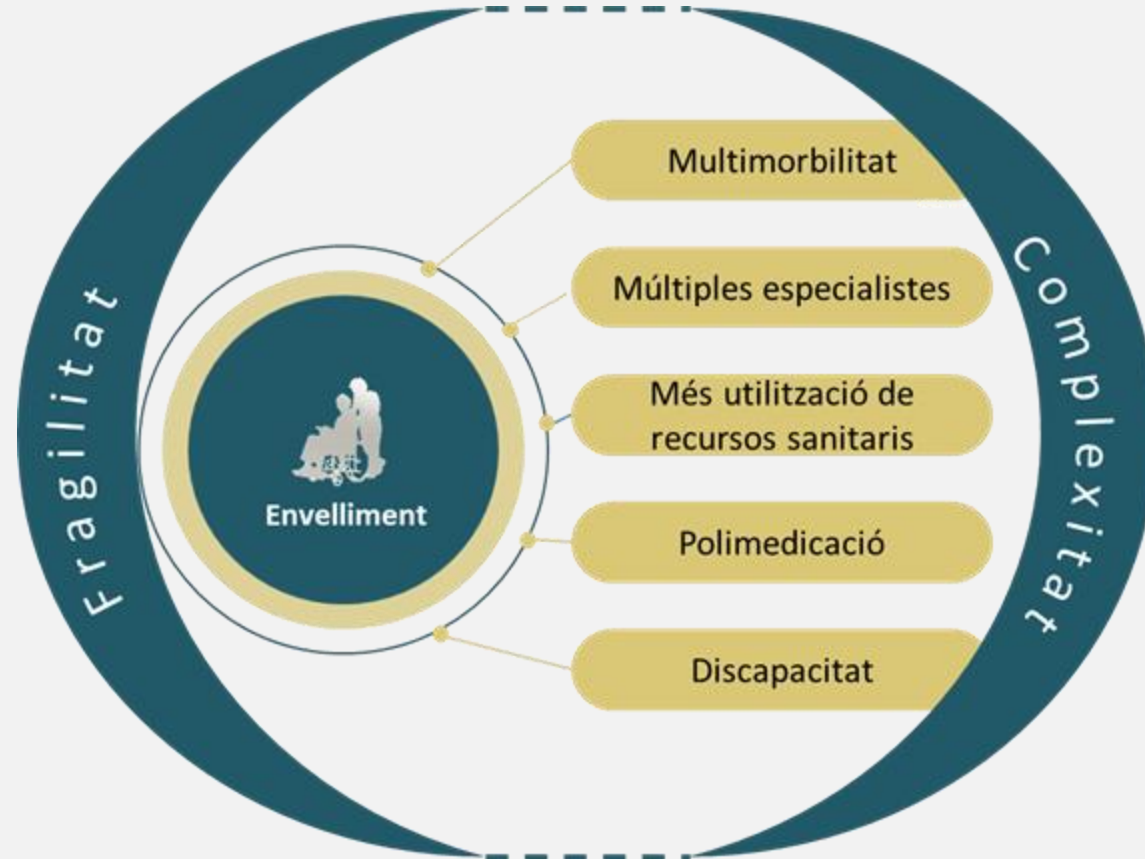 Fragilitat
Envelliment
Multimorbilitat
Múltiples especialistes
Més utilització de
recursos sanitaris
Polimedicació
Discapacitat
Complexitat